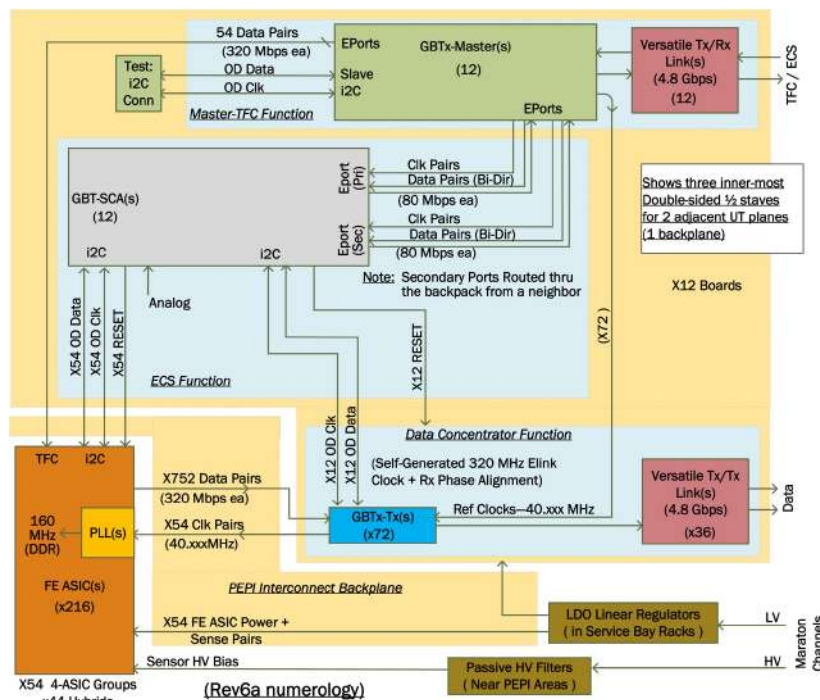 54 Data Pairs
(320 Mbps ea)
EPorts
GBTx-Master(s)
(12)
Versatile Tx/Rx
Link(s)
(4.8 Gbps)
(12)
TFC / ECS
Test:
i2C
Conn
OD Data
OD Clk
Slave
i2C
Master-TFC Function
EPorts
GBT-SCA(s)
(12)
Eport
(Pri)
Clk Pairs
Data Pairs (Bi-Dir)
(80 Mbps ea)
Eport
(Sec)
Clk Pairs
Data Pairs (Bi-Dir)
(80 Mbps ea)
i2C
i2C
Shows three inner-most
Double-sided ½ staves
for 2 adjacent UT planes
(1 backplane)
X12 Boards
Note: Secondary Ports Routed thru
the backpack from a neighbor
Analog
X54 OD Data
X54 OD Clk
X54 RESET
X12 RESET
(X72)
ECS Function
X12 OD Clk
X12 OD Data
Data Concentrator Function
(Self-Generated 320 MHz Elink
Clock + Rx Phase Alignment)
TFC
i2C
X752 Data Pairs
(320 Mbps ea)
160
MHz
(DDR)
PLL(s)
X54 Clk Pairs
(40.xxxMHz)
GBTx-Tx(s)
(x72)
Ref Clocks—40.xxx MHz
Versatile Tx/Tx
Link(s)
(4.8 Gbps)
(x36)
Data
FE ASIC(s)
(x216)
PEPI Interconnect Backplane
X54 FE ASIC Power +
Sense Pairs
LDO Linear Regulators
( in Service Bay Racks )
LV
Sensor HV Bias
Passive HV Filters
( Near PEPI Areas )
HV
Maraton
Channels
X54 4-ASIC Groups
(Rev6a numerology)